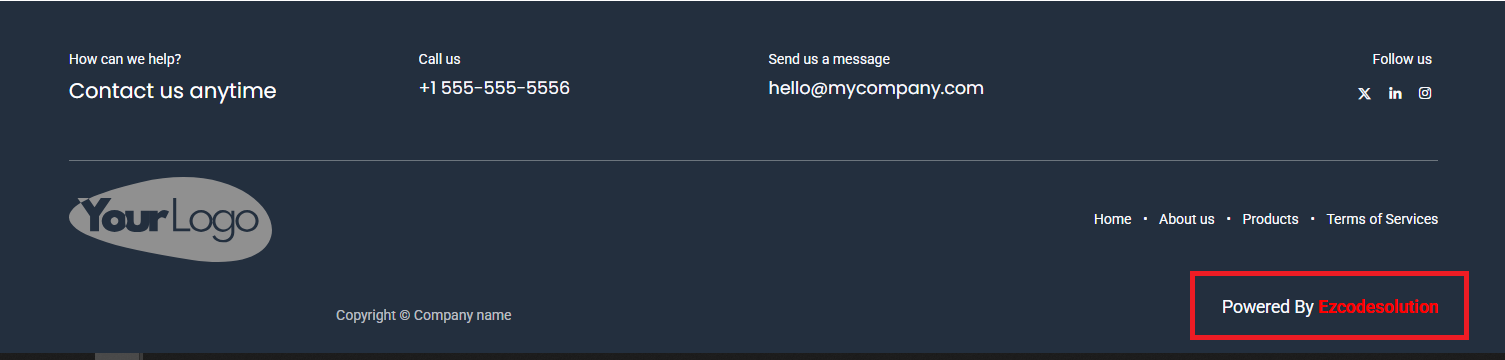 How can we help?
Contact us anytime
Call us
+1 555-555-5556
Send us a message
hello@mycompany.com
Follow us
YourLogo
Home • About us • Products • Terms of Services
Copyright © Company name
Powered By Ezcodesolution